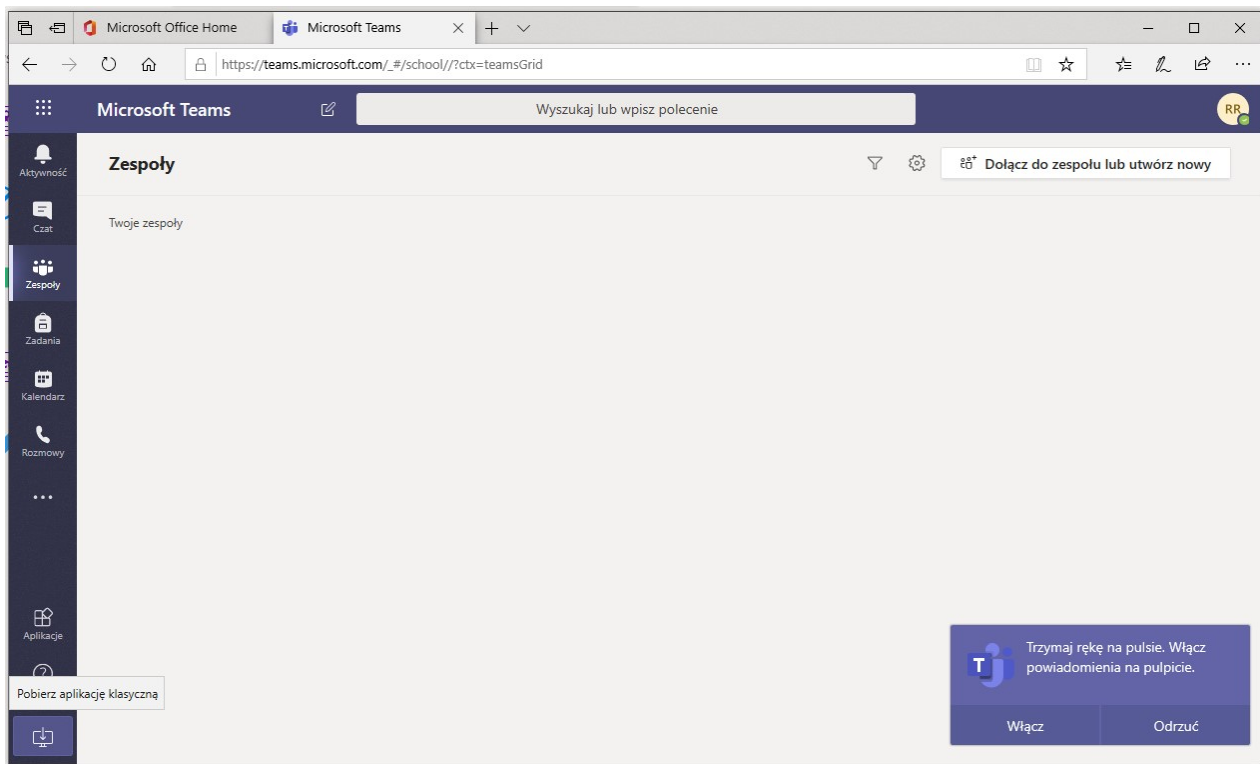 Microsoft Office Home
Microsoft Teams
https://teams.microsoft.com/_#/school//?ctx=teamsGrid
Microsoft Teams
Wyszukaj lub wpisz polecenie
RR
Aktywność
Zespoły
Dołącz do zespołu lub utwórz nowy
Czat
Twoje zespoły
Zespoły
Zadania
Kalendarz
Rozmowy
Aplikacje
Pobierz aplikację klasyczną
T
Trzymaj rękę na pulsie. Włącz
powiadomienia na pulpicie.
Włącz
Odrzuć